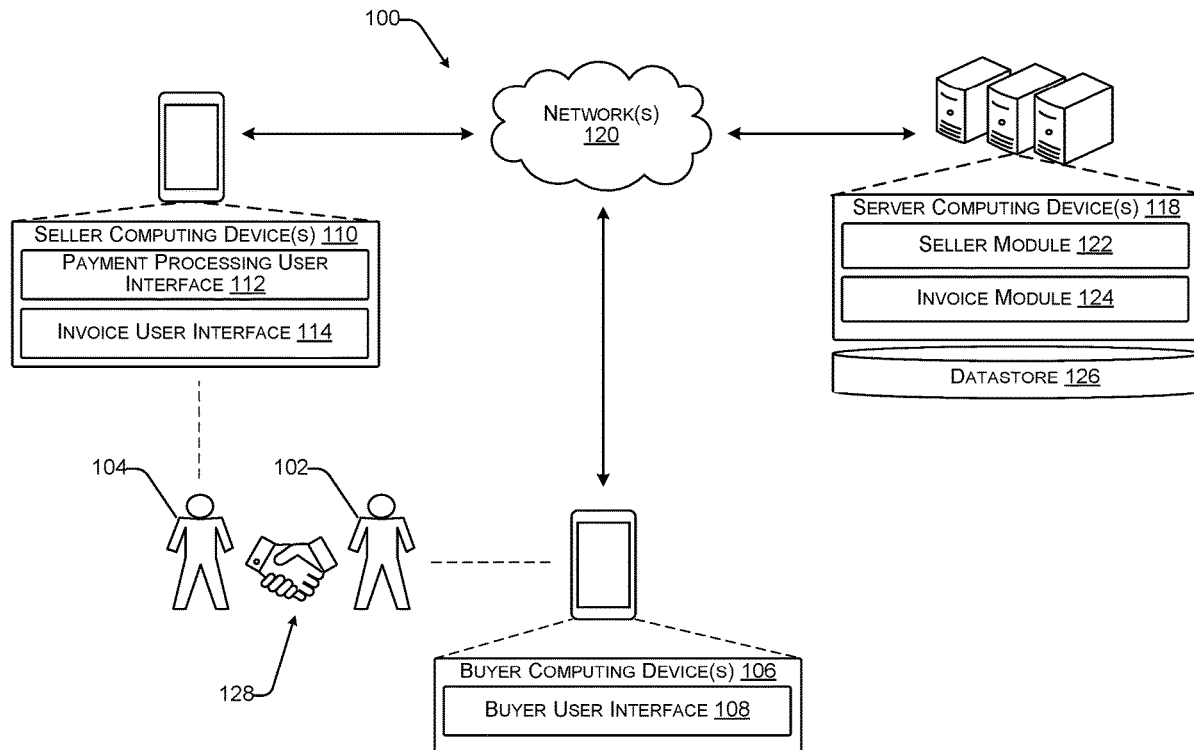 100
NETWORK(S)
120
SELLER COMPUTING DEVICE(S) 110
PAYMENT PROCESSING USER
INTERFACE 112
INVOICE USER INTERFACE 114
SERVER COMPUTING DEVICE(S) 118
SELLER MODULE 122
INVOICE MODULE 124
DATASTORE 126
104
102
128
BUYER COMPUTING DEVICE(S) 106
BUYER USER INTERFACE 108